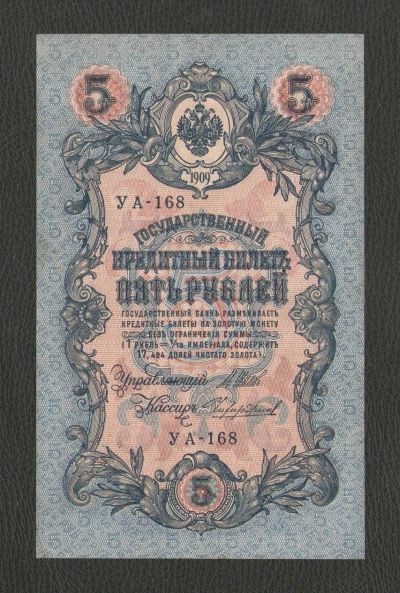 5 5
1909
УА-168
ГОСУДАРСТВЕННЫЙ
КРЕДИТНЫЙ БИЛЕТЪ
ПЯТЬ РУБЛЕЙ
ГОСУДАРСТВЕННЫЙ БАНКЪ РАЗМѢНИВАЕТЪ
КРЕДИТНЫЕ БИЛЕТЫ НА ЗОЛОТУЮ МОНЕТУ
БЕЗЪ ОГРАНИЧЕНІЯ СУММЫ
(1 РУБЛЬ = 1/15 ИМПЕРІАЛА, СОДЕРЖИТЪ
17,424 ДОЛЕЙ ЧИСТАГО ЗОЛОТА).
Управляющій
Кассиръ
УА-168
5